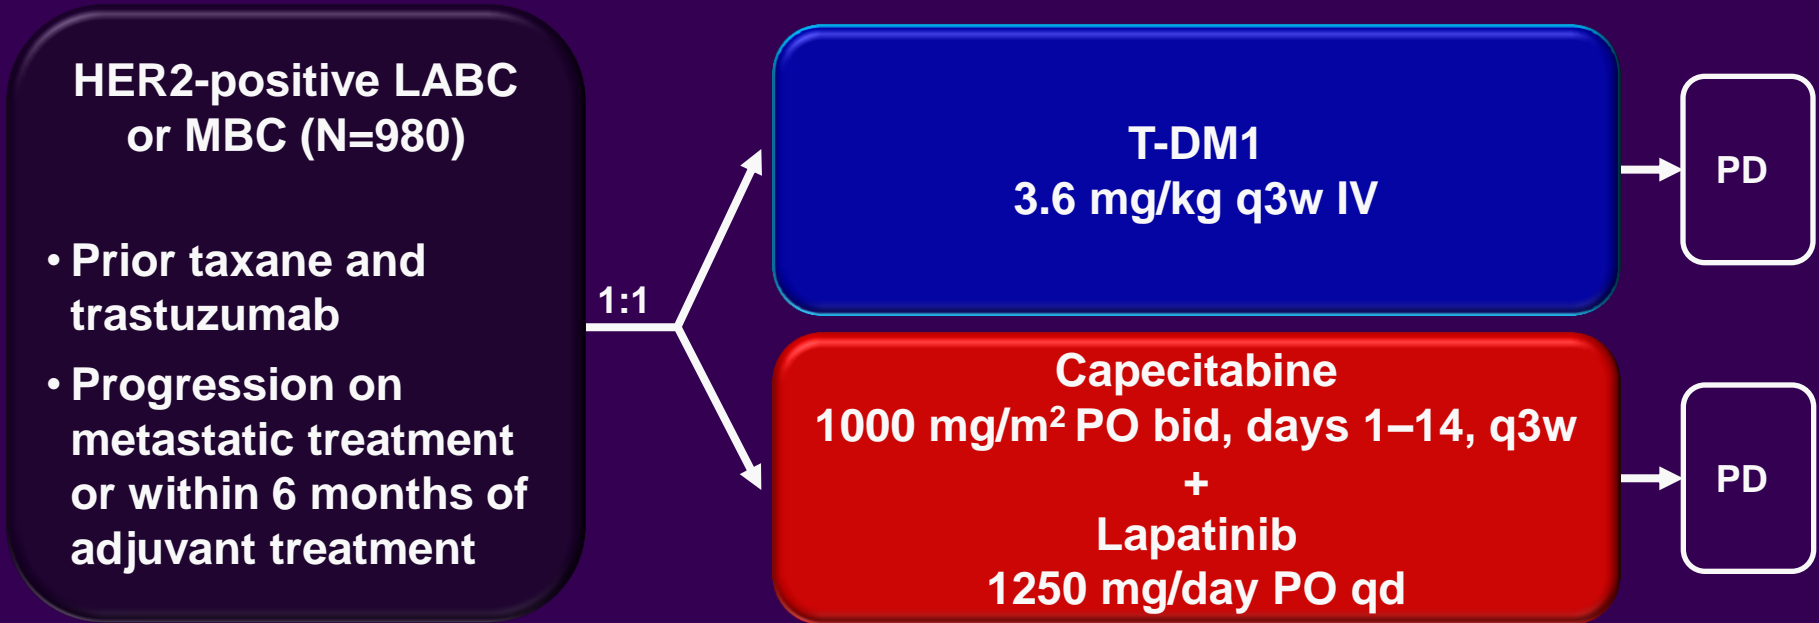 HER2-positive LABC
or MBC (N=980)
• Prior taxane and
trastuzumab
• Progression on
metastatic treatment
or within 6 months of
adjuvant treatment
1:1
T-DM1
3.6 mg/kg q3w IV
PD
Capecitabine
1000 mg/m² PO bid, days 1–14, q3w
+
Lapatinib
1250 mg/day PO qd
PD